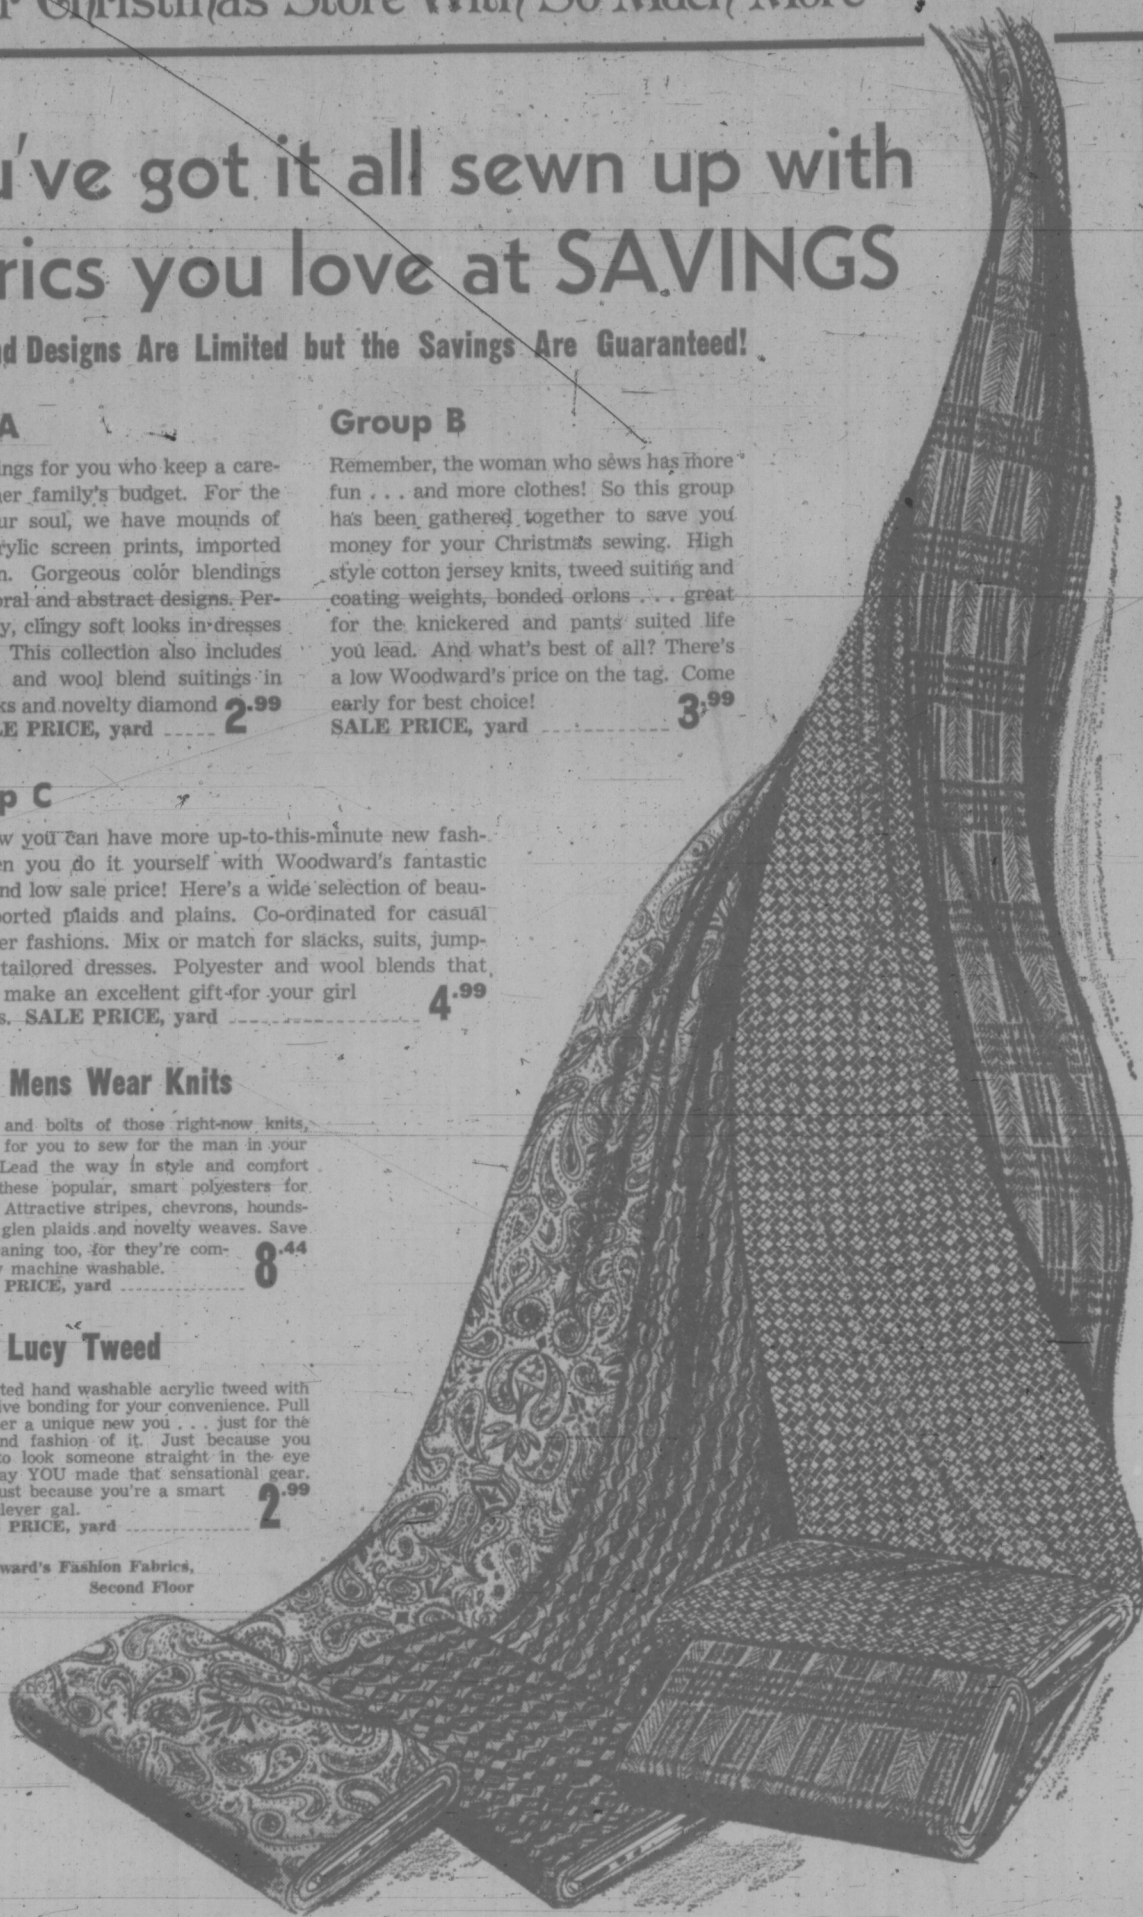 Christmas Store With So Much More
u've got it all sewn up with
rics you love at SAVINGS
d Designs Are Limited but the Savings Are Guaranteed!
A
ings for you who keep a care-
er family's budget. For the
ur soul, we have mounds of
rylic screen prints, imported
n. Gorgeous color blendings
oral and abstract designs. Per-
y, clingy soft looks in dresses
This collection also includes
and wool blend suitings in
ks and novelty diamond 2.99
LE PRICE, yard
Group B
Remember, the woman who sews has more
fun . . . and more clothes! So this group
has been gathered together to save you
money for your Christmas sewing. High
style cotton jersey knits, tweed suiting and
coating weights, bonded orlons . . . great
for the knickered and pants suited life
you lead. And what's best of all? There's
a low Woodward's price on the tag. Come
early for best choice! 3.99
SALE PRICE, yard
p C
w you can have more up-to-this-minute new fash-
en you do it yourself with Woodward's fantastic
nd low sale price! Here's a wide selection of beau-
ported plaids and plains. Co-ordinated for casual
er fashions. Mix or match for slacks, suits, jump-
tailored dresses. Polyester and wool blends that
make an excellent gift for your girl 4.99
s. SALE PRICE, yard
Mens Wear Knits
and bolts of those right-now knits,
for you to sew for the man in your
Lead the way in style and comfort
these popular, smart polyesters for
Attractive stripes, chevrons, hounds-
glen plaids and novelty weaves. Save
aning too, for they're com- 8.44
y machine washable.
PRICE, yard
Lucy Tweed
ted hand washable acrylic tweed with
ive bonding for your convenience. Pull
er a unique new you . . . just for the
nd fashion of it. Just because you
to look someone straight in the eye
ay YOU made that sensational gear.
ust because you're a smart 2.99
lever gal.
PRICE, yard
ward's Fashion Fabrics,
Second Floor